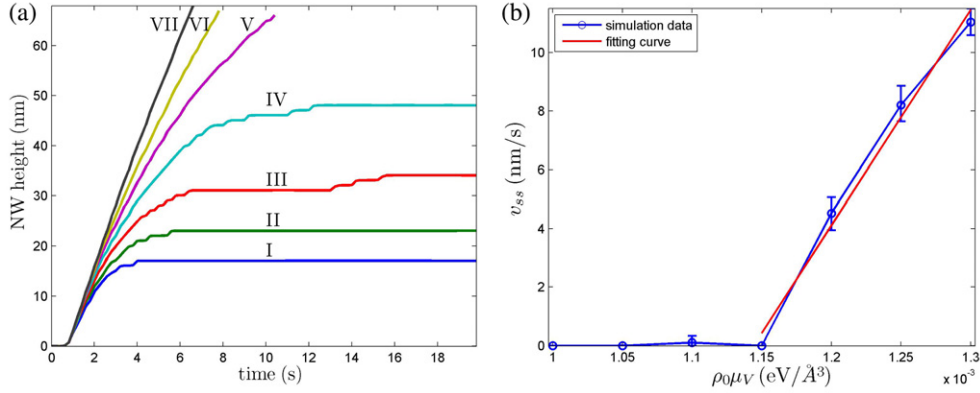 (a)
NW height (nm)
60
50
40
30
20
10
0
VII
VI
V
IV
III
II
I
0 2 4 6 8 10 12 14 16 18
time (s)
(b)
simulation data
fitting curve
v_ss (nm/s)
10
8
6
4
2
0
1 1.05 1.1 1.15 1.2 1.25 1.3
x 10⁻³
ρ₀μ_V (eV/Å³)